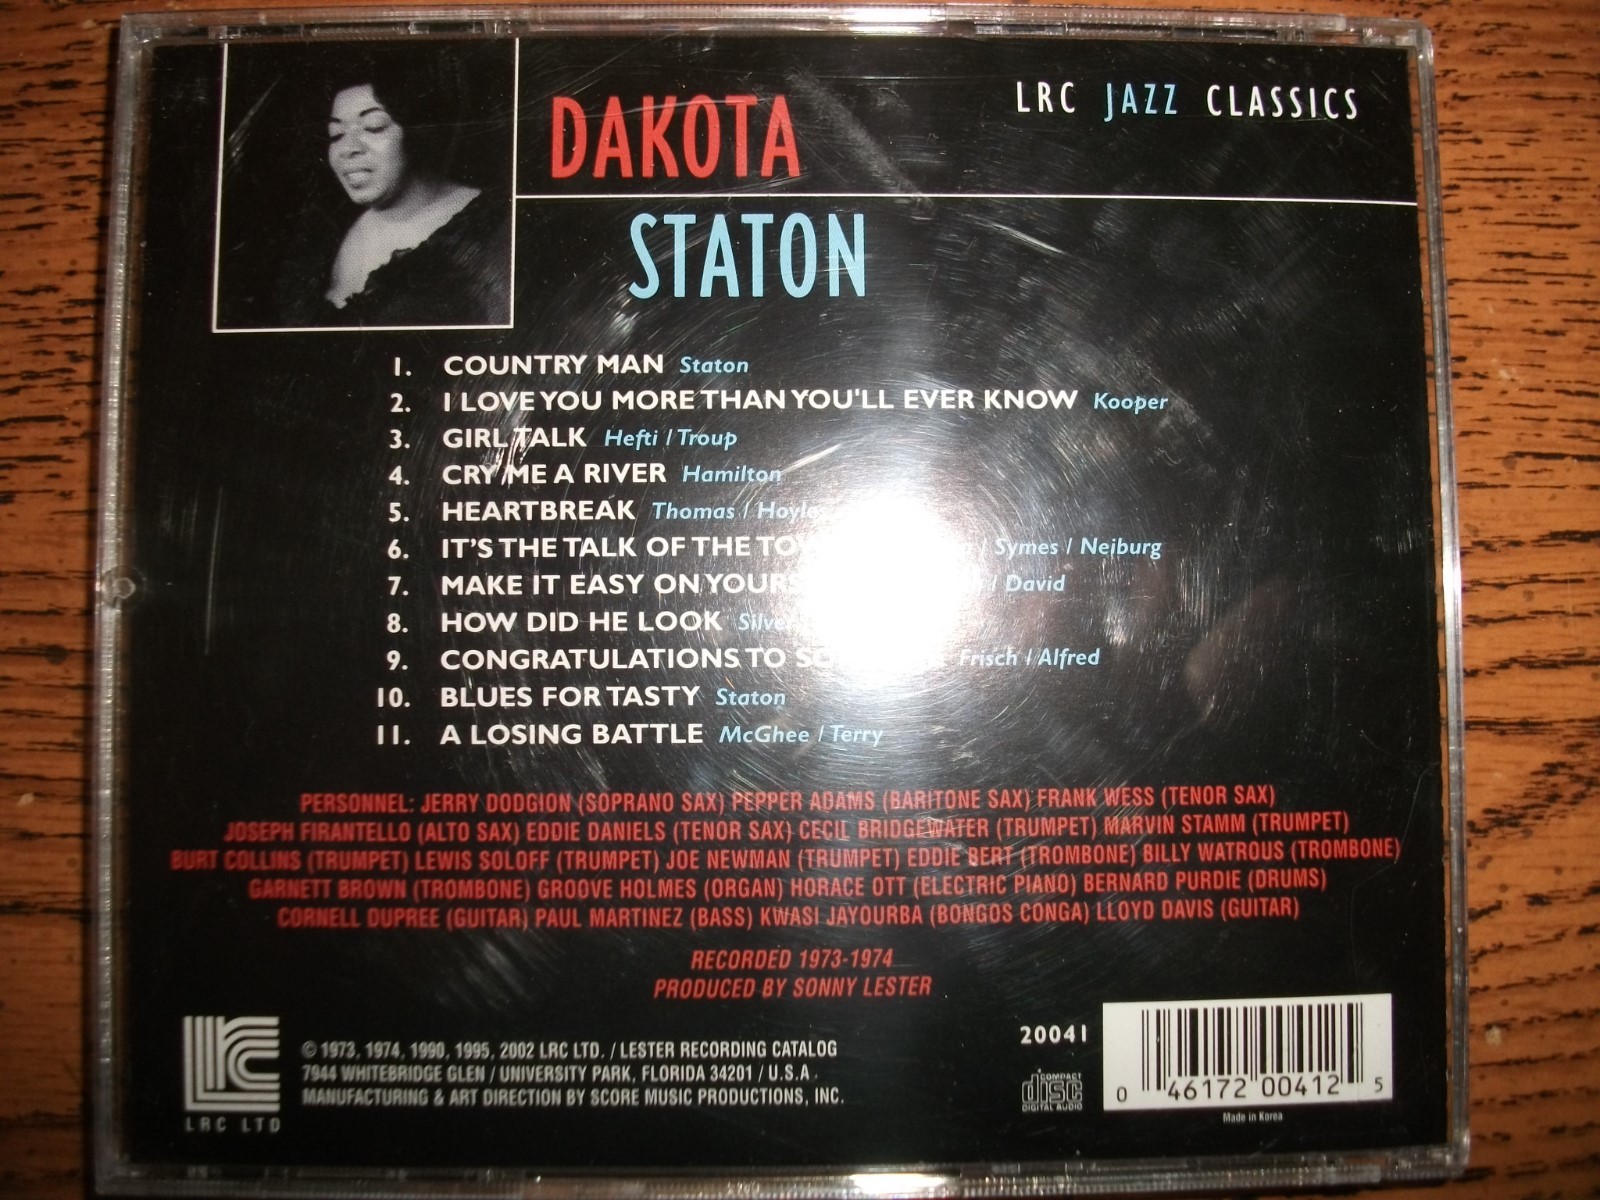 LRC JAZZ CLASSICS
DAKOTA
STATON
1. COUNTRY MAN Staton
2. I LOVE YOU MORE THAN YOU'LL EVER KNOW Kooper
3. GIRL TALK Hefti / Troup
4. CRY ME A RIVER Hamilton
5. HEARTBREAK Thomas /
6. IT'S THE TALK OF THE / Symes / Neiburg
7. MAKE IT EASY ON / David
8. HOW DID HE LOOK
9. CONGRATULATIONS TO Frisch / Alfred
10. BLUES FOR TASTY Staton
11. A LOSING BATTLE McGhee / Terry
PERSONNEL: JERRY DODGION (SOPRANO SAX) PEPPER ADAMS (BARITONE SAX) FRANK WESS (TENOR SAX)
JOSEPH FIRANTELLO (ALTO SAX) EDDIE DANIELS (TENOR SAX) CECIL BRIDGEWATER (TRUMPET) MARVIN STAMM (TRUMPET)
BURT COLLINS (TRUMPET) LEWIS SOLOFF (TRUMPET) JOE NEWMAN (TRUMPET) EDDIE BERT (TROMBONE) BILLY WATROUS (TROMBONE)
GARNETT BROWN (TROMBONE) GROOVE HOLMES (ORGAN) HORACE OTT (ELECTRIC PIANO) BERNARD PURDIE (DRUMS)
CORNELL DUPREE (GUITAR) PAUL MARTINEZ (BASS) KWASI JAYOURBA (BONGOS CONGA) LLOYD DAVIS (GUITAR)
RECORDED 1973-1974
PRODUCED BY SONNY LESTER
LRC LTD
© 1973, 1974, 1990, 1995, 2002 LRC LTD. / LESTER RECORDING CATALOG
7944 WHITEBRIDGE GLEN / UNIVERSITY PARK, FLORIDA 34201 / U.S.A.
MANUFACTURING & ART DIRECTION BY SCORE MUSIC PRODUCTIONS, INC.
20041
COMPACT
disc
DIGITAL AUDIO
0 46172 00412 5
Made in Korea